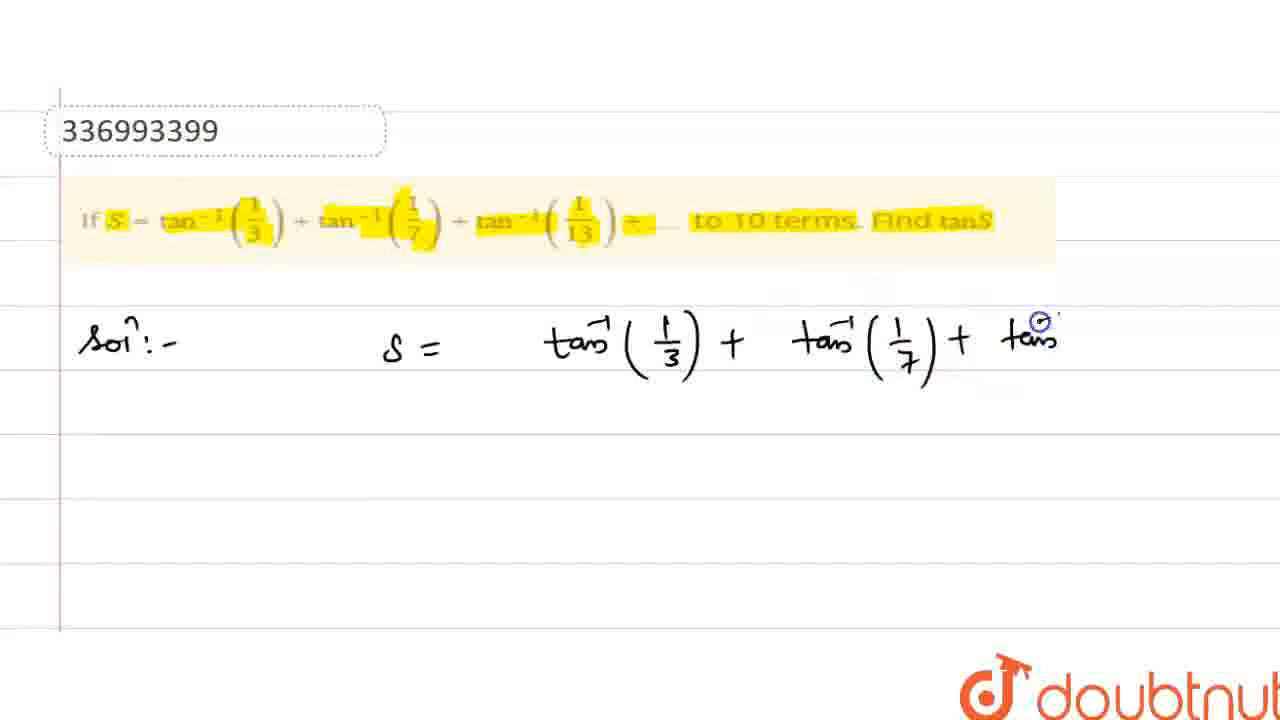 336993399
If S = tan⁻¹(1/3) + tan⁻¹(1/7) + tan⁻¹(1/13) + .... to 10 terms. Find tanS
Solⁿ:- S = tan⁻¹(1/3) + tan⁻¹(1/7) + tan⁻
doubtnut